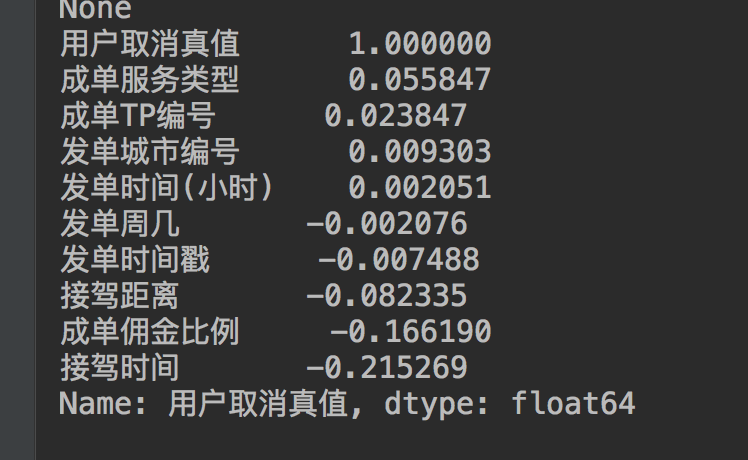 None
用户取消真值 1.000000
成单服务类型 0.055847
成单TP编号 0.023847
发单城市编号 0.009303
发单时间(小时) 0.002051
发单周几 -0.002076
发单时间戳 -0.007488
接驾距离 -0.082335
成单佣金比例 -0.166190
接驾时间 -0.215269
Name: 用户取消真值, dtype: float64